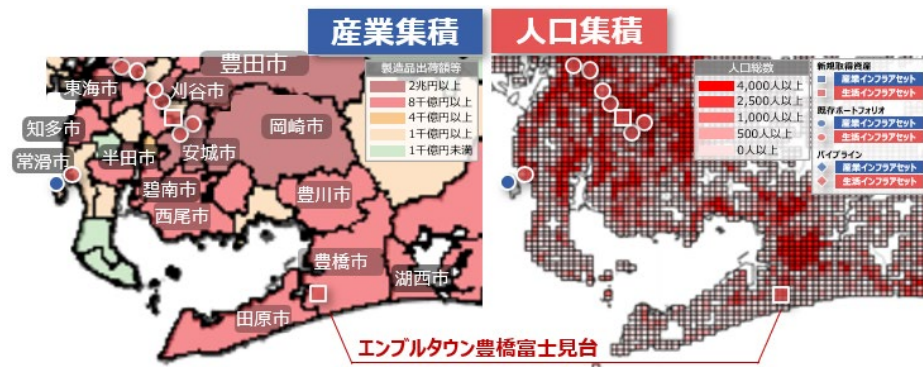 産業集積
人口集積
製造品出荷額等
2兆円以上
8千億円以上
4千億円以上
1千億円以上
1千億円未満
豊田市
東海市
刈谷市
知多市
岡崎市
常滑市
半田市
安城市
碧南市
西尾市
豊川市
豊橋市
湖西市
田原市
人口総数
4,000人以上
2,500人以上
1,000人以上
500人以上
0人以上
新規取得資産
産業インフラアセット
生活インフラアセット
既存ポートフォリオ
産業インフラアセット
生活インフラアセット
パイプライン
産業インフラアセット
生活インフラアセット
エンブルタウン豊橋富士見台